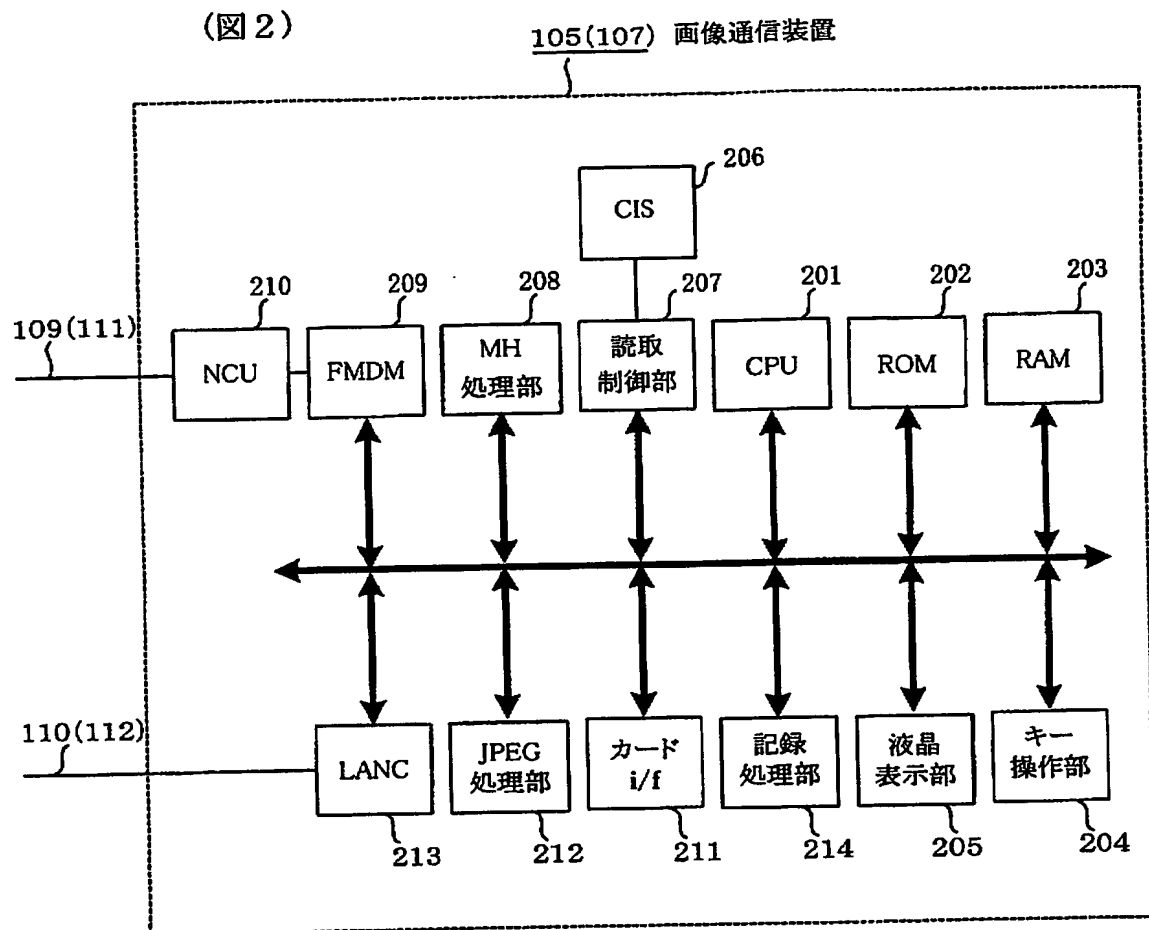 (図2)
105(107) 画像通信装置
206
CIS
210
209
208
207
201
202
203
109(111)
NCU
FMDM
MH
処理部
読取
制御部
CPU
ROM
RAM
110(112)
LANC
JPEG
処理部
カード
i/f
記録
処理部
液晶
表示部
キー
操作部
213
212
211
214
205
204